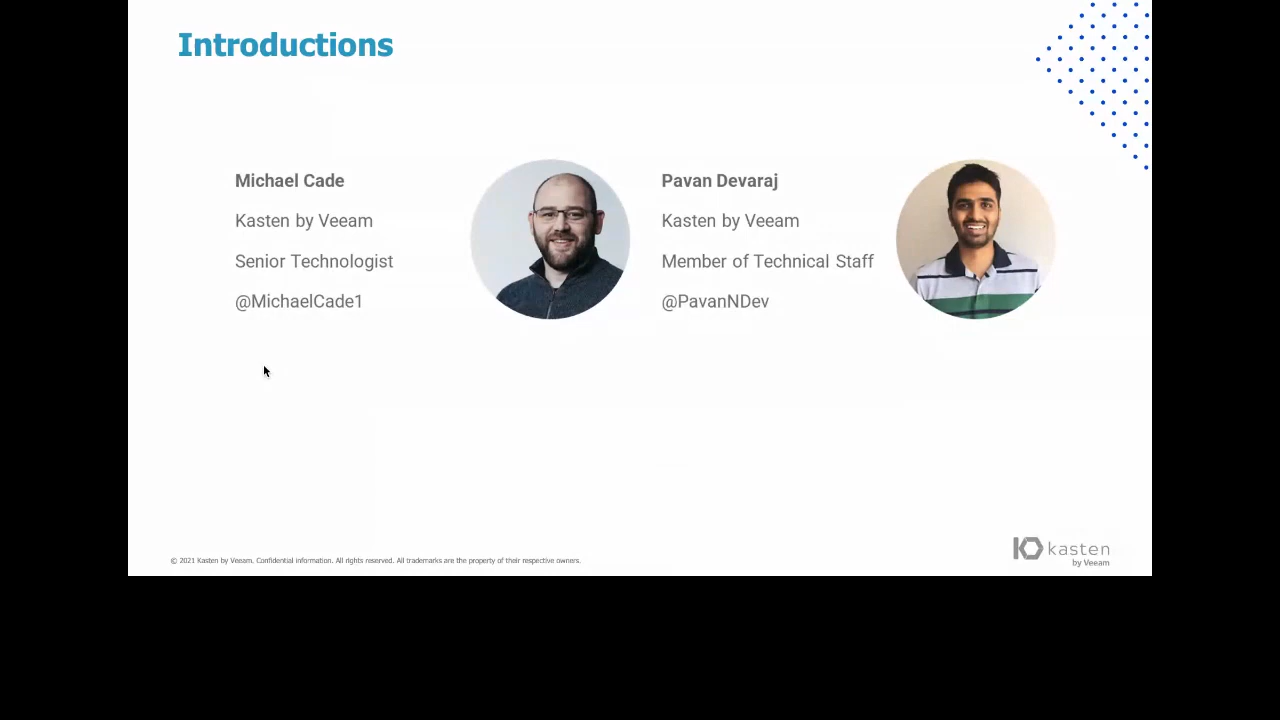 Introductions
Michael Cade
Kasten by Veeam
Senior Technologist
@MichaelCade1
Pavan Devaraj
Kasten by Veeam
Member of Technical Staff
@PavanNDev
© 2021 Kasten by Veeam. Confidential information. All rights reserved. All trademarks are the property of their respective owners.
kasten
by Veeam